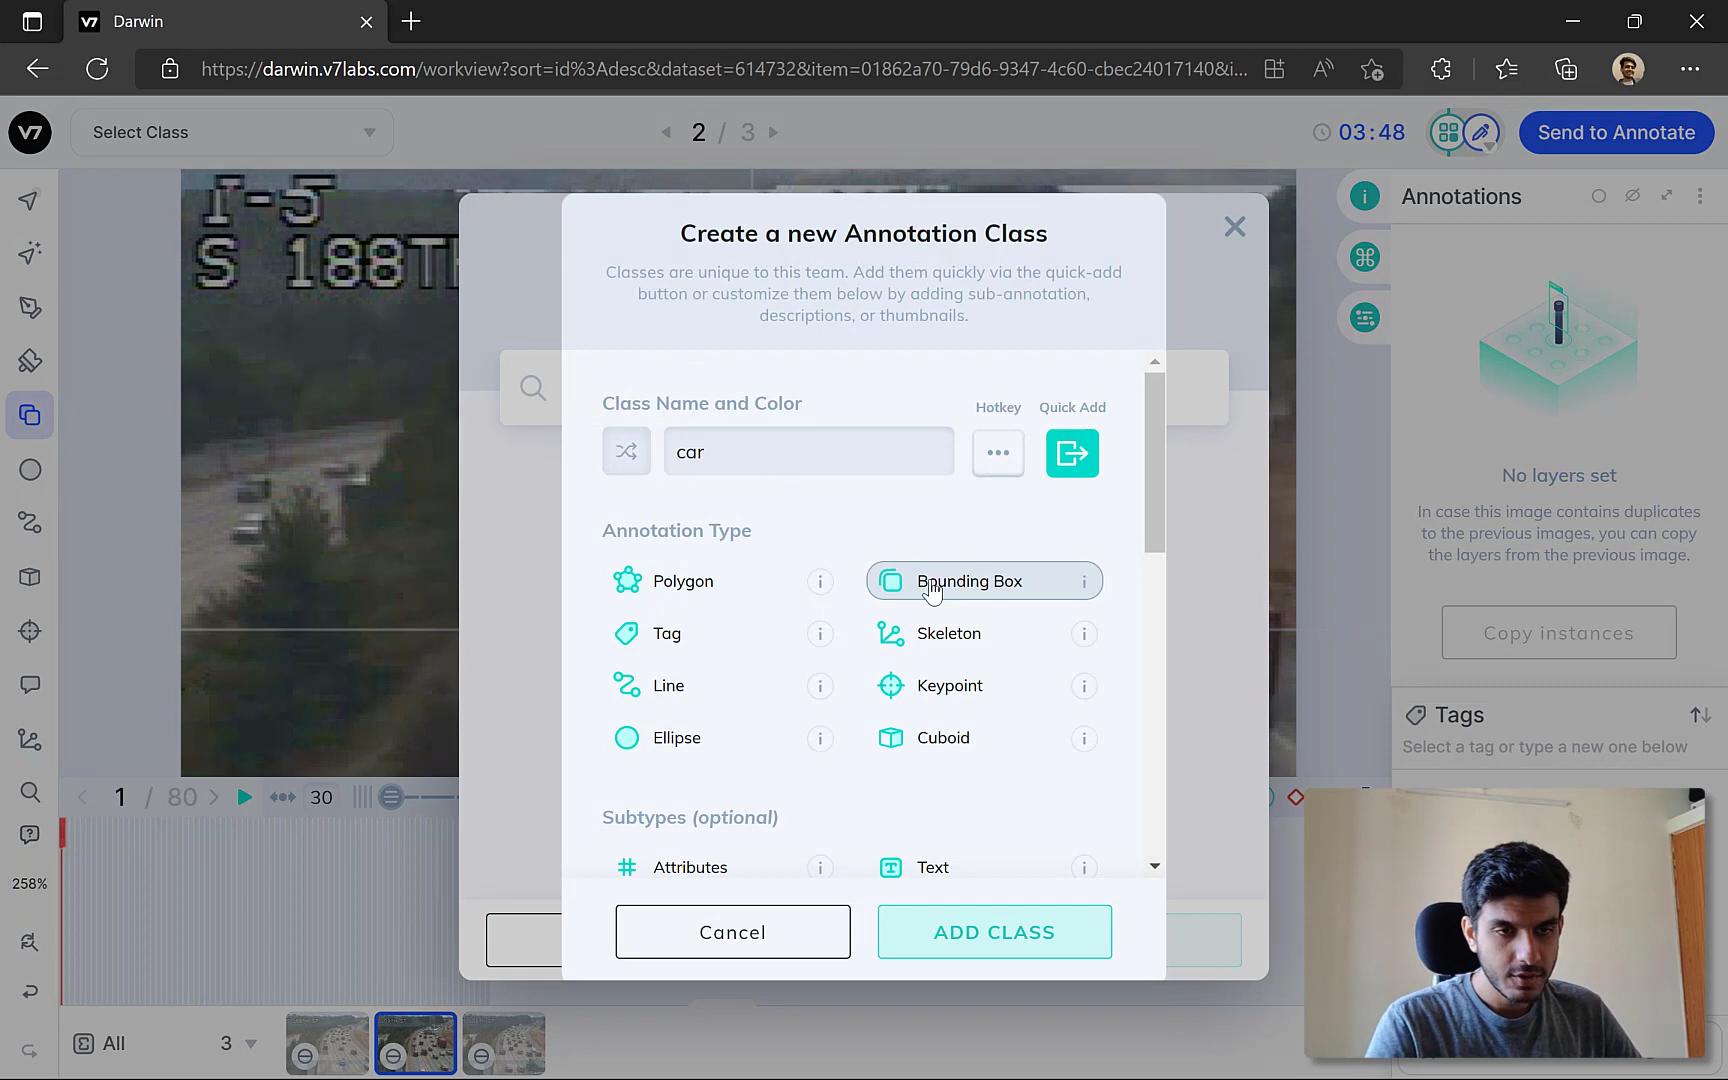 V7 Darwin
https://darwin.v7labs.com/workview?sort=id%3Adesc&dataset=614732&item=01862a70-79d6-9347-4c60-cbec24017140&i...
V7
Select Class
2 / 3
03:48
Send to Annotate
I-5
S 188TH
Create a new Annotation Class
Classes are unique to this team. Add them quickly via the quick-add
button or customize them below by adding sub-annotation,
descriptions, or thumbnails.
Class Name and Color
Hotkey
Quick Add
car
Annotation Type
Polygon
Bounding Box
Tag
Skeleton
Line
Keypoint
Ellipse
Cuboid
Subtypes (optional)
Attributes
Text
Cancel
ADD CLASS
Annotations
No layers set
In case this image contains duplicates
to the previous images, you can copy
the layers from the previous image.
Copy instances
Tags
Select a tag or type a new one below
1 / 80
30
258%
All
3